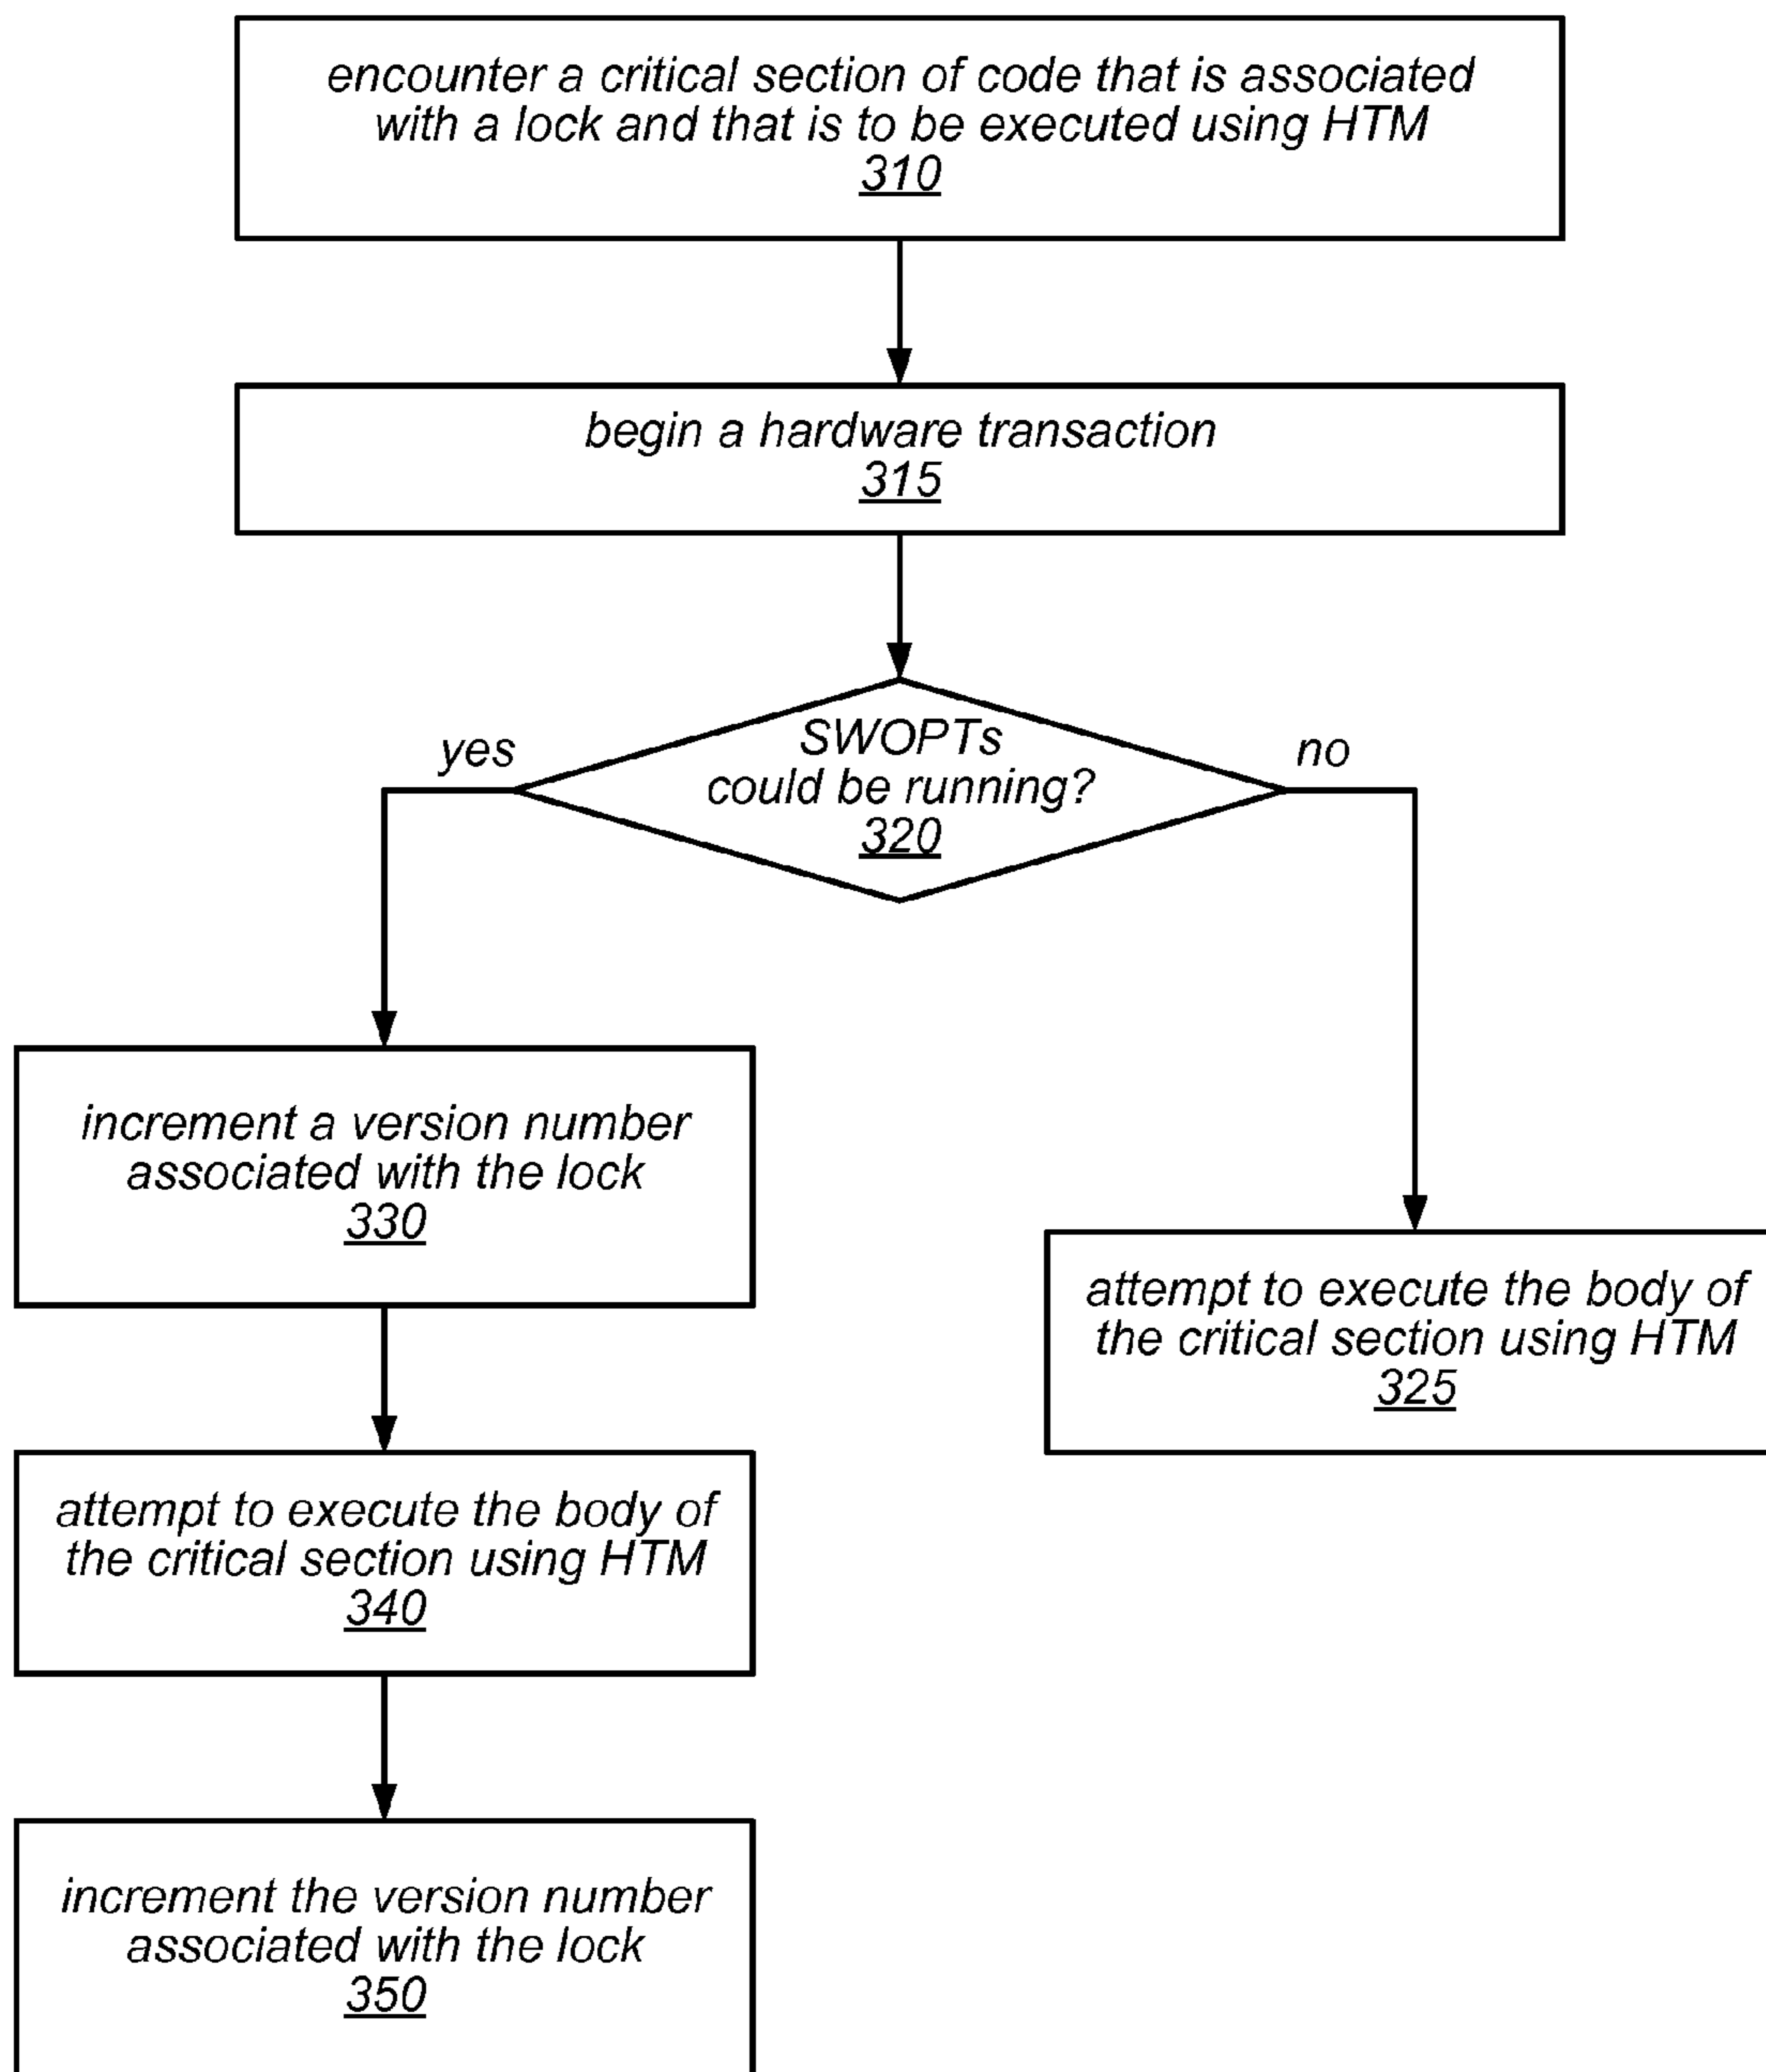 encounter a critical section of code that is associated
with a lock and that is to be executed using HTM
310
begin a hardware transaction
315
SWOPTs
could be running?
320
yes
no
increment a version number
associated with the lock
330
attempt to execute the body of
the critical section using HTM
325
attempt to execute the body of
the critical section using HTM
340
increment the version number
associated with the lock
350